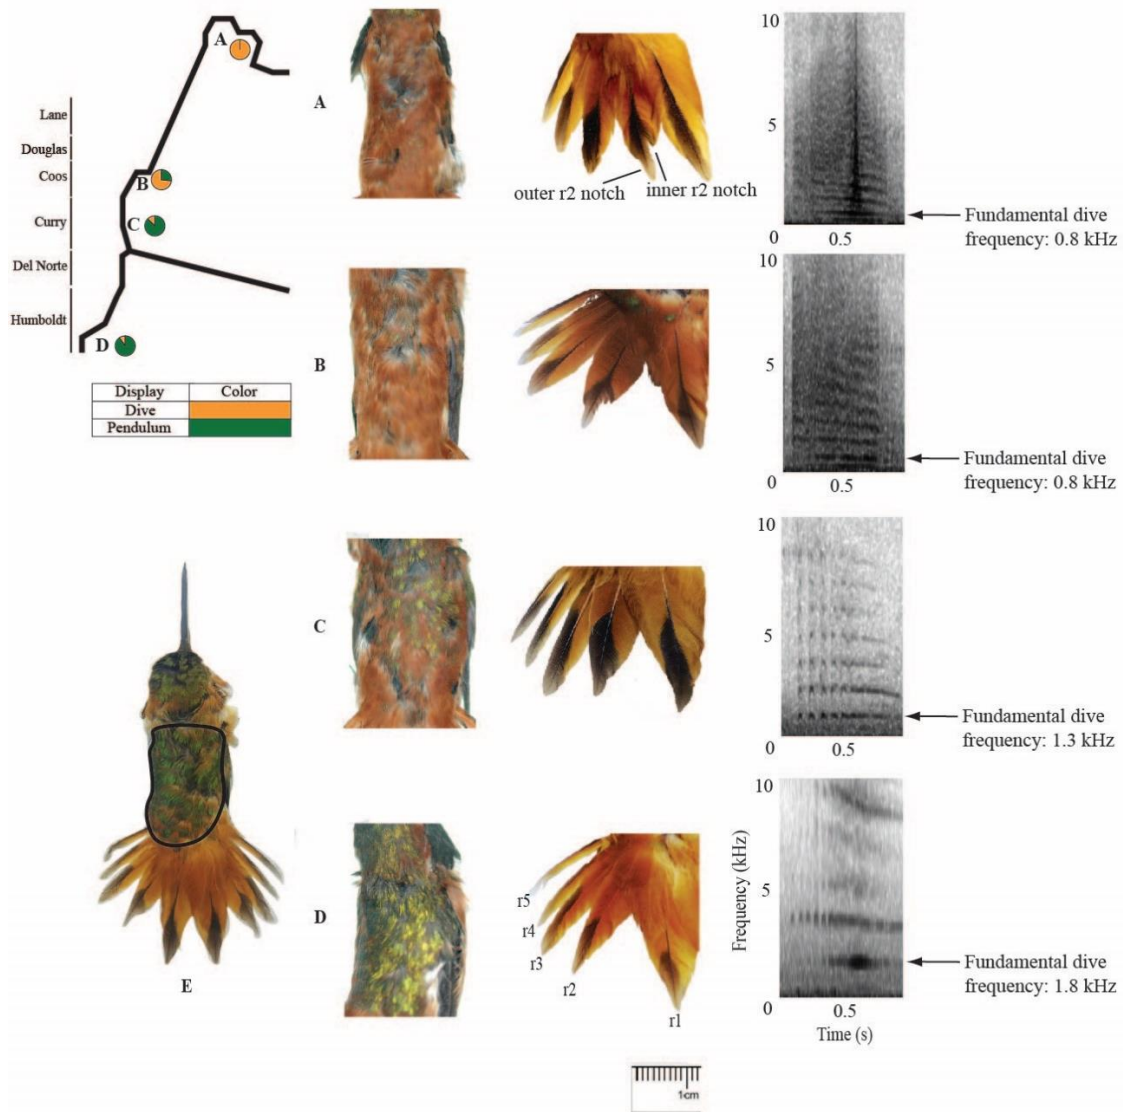 A
Lane
Douglas
Coos
B
Curry
C
Del Norte
Humboldt
D
Display Color
Dive
Pendulum
A
outer r2 notch
inner r2 notch
10
5
0
0.5
Fundamental dive
frequency: 0.8 kHz
B
10
5
0
0.5
Fundamental dive
frequency: 0.8 kHz
C
10
5
0
0.5
Fundamental dive
frequency: 1.3 kHz
E
D
r5
r4
r3
r2
r1
10
5
0
0.5
Frequency (kHz)
Time (s)
Fundamental dive
frequency: 1.8 kHz
1cm